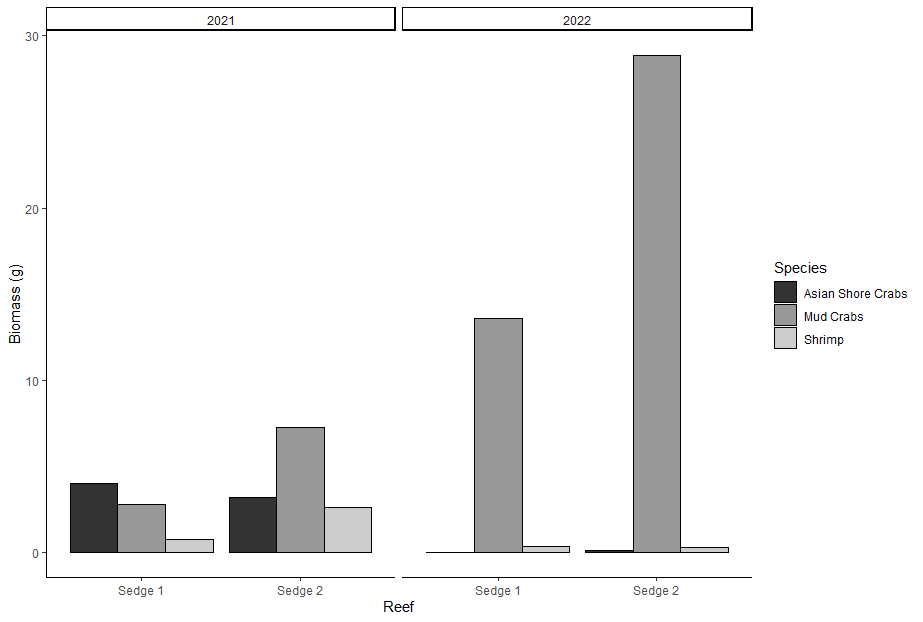 2021 2022
30
20
10
0
Biomass (g)
Sedge 1 Sedge 2 Sedge 1 Sedge 2
Reef
Species
Asian Shore Crabs
Mud Crabs
Shrimp